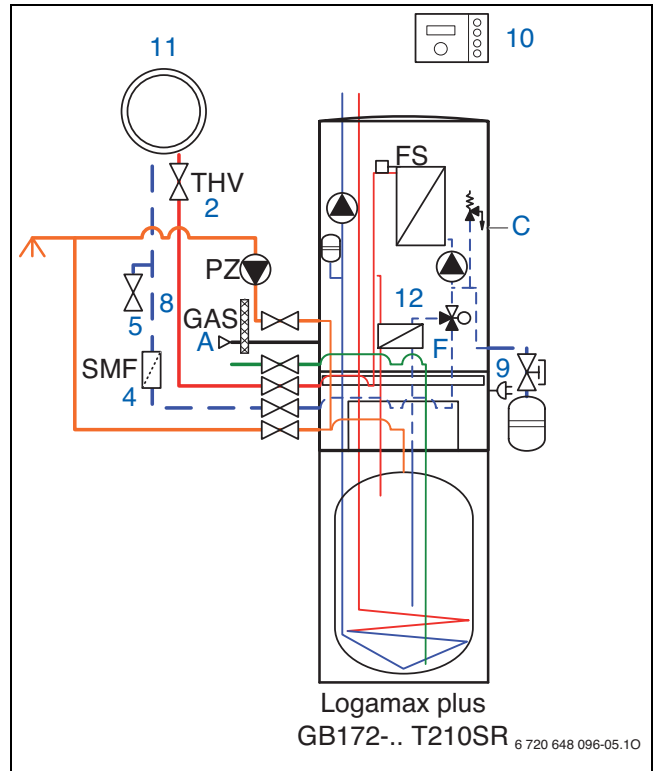 10
11
FS
THV
2
C
PZ
12
8
GAS
5
A
F
SMF
9
4
Logamax plus
GB172-.. T210SR
6 720 648 096-05.1O